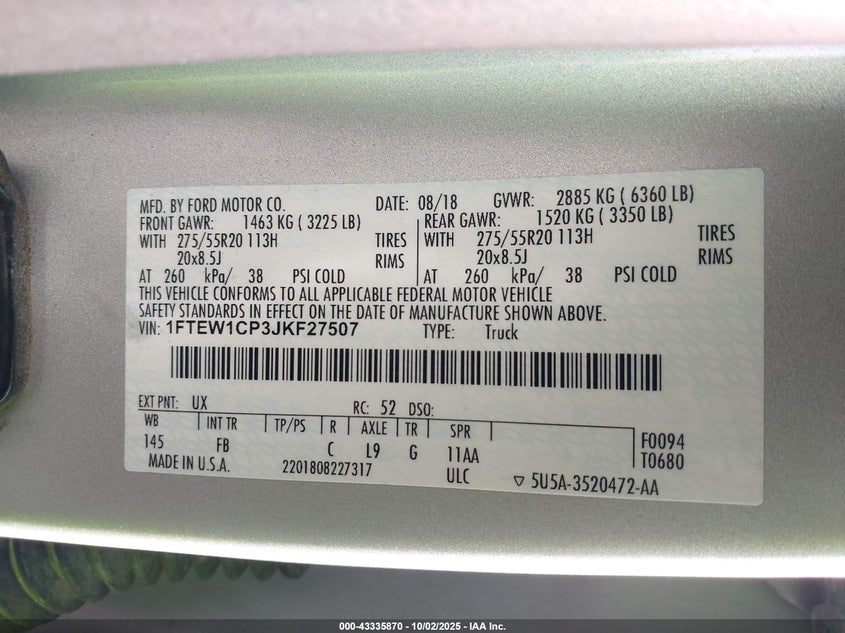 MFD. BY FORD MOTOR CO. DATE: 08/18 GVWR: 2885 KG ( 6360 LB)
FRONT GAWR: 1463 KG ( 3225 LB) REAR GAWR: 1520 KG ( 3350 LB)
WITH 275/55R20 113H TIRES WITH 275/55R20 113H TIRES
20x8.5J RIMS 20x8.5J RIMS
AT 260 kPa/ 38 PSI COLD AT 260 kPa/ 38 PSI COLD
THIS VEHICLE CONFORMS TO ALL APPLICABLE FEDERAL MOTOR VEHICLE
SAFETY STANDARDS IN EFFECT ON THE DATE OF MANUFACTURE SHOWN ABOVE.
VIN: 1FTEW1CP3JKF27507 TYPE: Truck
EXT PNT: UX RC: 52 DSO:
WB INT TR TP/PS R AXLE TR SPR F0094
145 FB C L9 G 11AA T0680
MADE IN U.S.A. 2201808227317 ULC ▽ 5U5A-3520472-AA
000-43335870 - 10/02/2025 - IAA Inc.